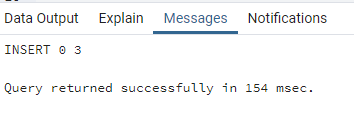 Data Output Explain Messages Notifications
INSERT 0 3
Query returned successfully in 154 msec.